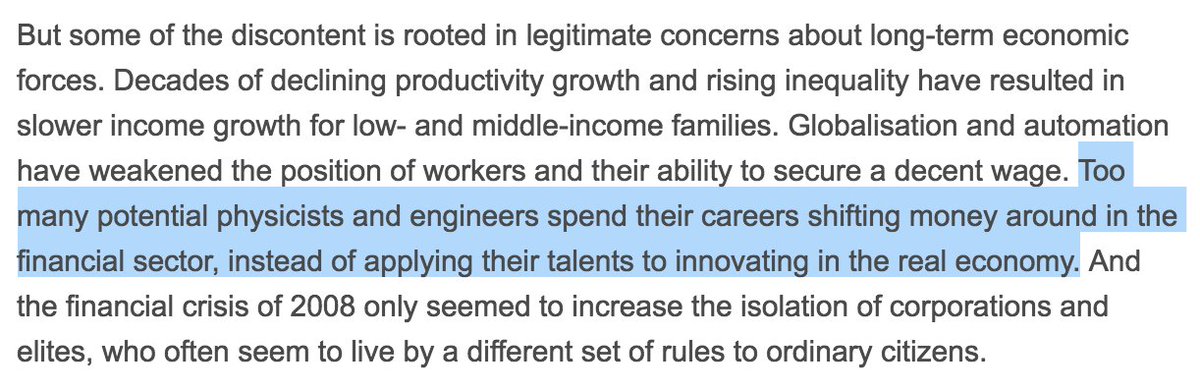 But some of the discontent is rooted in legitimate concerns about long-term economic
forces. Decades of declining productivity growth and rising inequality have resulted in
slower income growth for low- and middle-income families. Globalisation and automation
have weakened the position of workers and their ability to secure a decent wage. Too
many potential physicists and engineers spend their careers shifting money around in the
financial sector, instead of applying their talents to innovating in the real economy. And
the financial crisis of 2008 only seemed to increase the isolation of corporations and
elites, who often seem to live by a different set of rules to ordinary citizens.